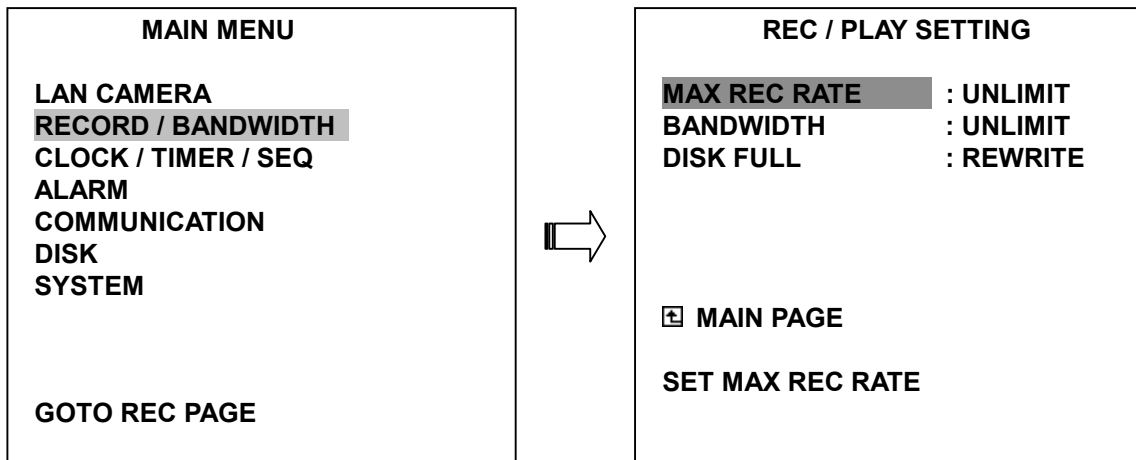 MAIN MENU
LAN CAMERA
RECORD / BANDWIDTH
CLOCK / TIMER / SEQ
ALARM
COMMUNICATION
DISK
SYSTEM
GOTO REC PAGE
REC / PLAY SETTING
MAX REC RATE : UNLIMIT
BANDWIDTH : UNLIMIT
DISK FULL : REWRITE
MAIN PAGE
SET MAX REC RATE